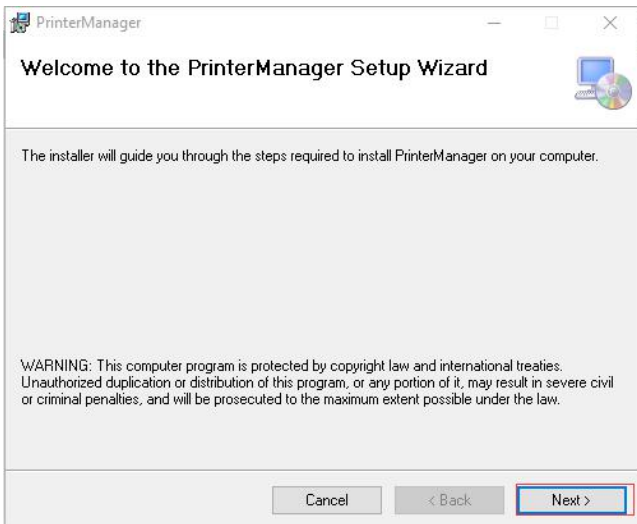 PrinterManager
Welcome to the PrinterManager Setup Wizard
The installer will guide you through the steps required to install PrinterManager on your computer.
WARNING: This computer program is protected by copyright law and international treaties.
Unauthorized duplication or distribution of this program, or any portion of it, may result in severe civil
or criminal penalties, and will be prosecuted to the maximum extent possible under the law.
Cancel < Back Next >